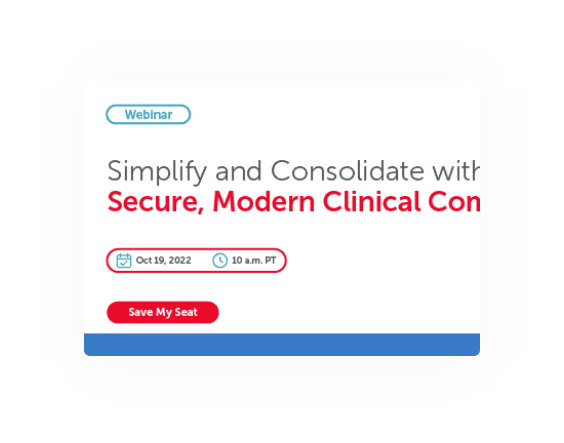 Webinar
Simplify and Consolidate with
Secure, Modern Clinical Com
Oct 19, 2022 10 a.m. PT
Save My Seat